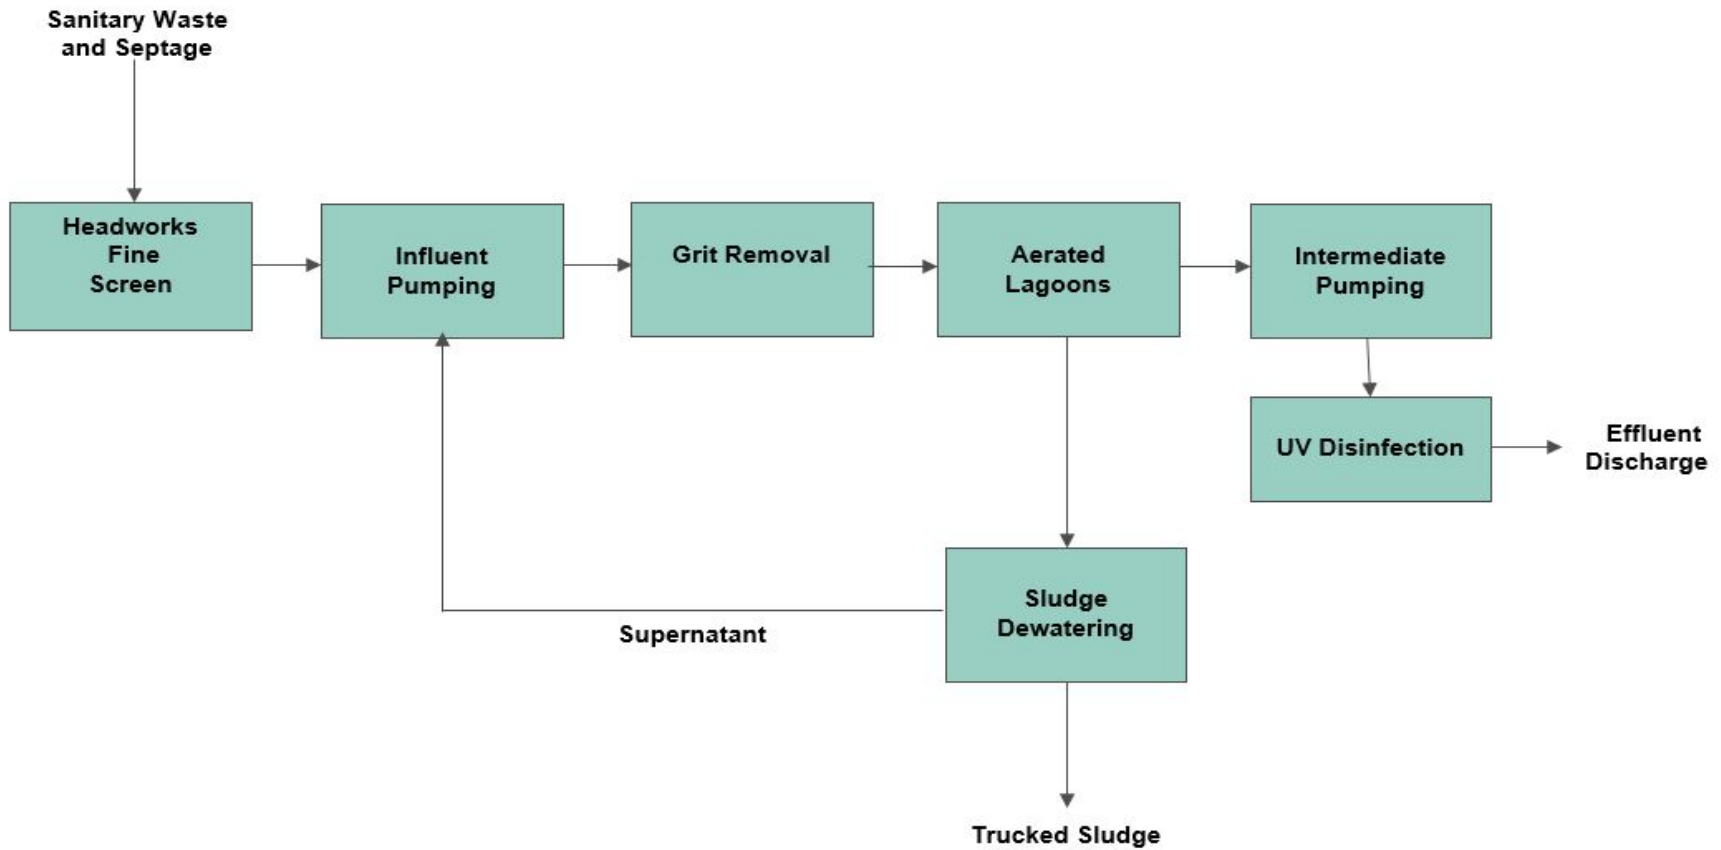 Sanitary Waste
and Septage
Headworks
Fine
Screen
Influent
Pumping
Grit Removal
Aerated
Lagoons
Intermediate
Pumping
UV Disinfection
Effluent
Discharge
Sludge
Dewatering
Supernatant
Trucked Sludge